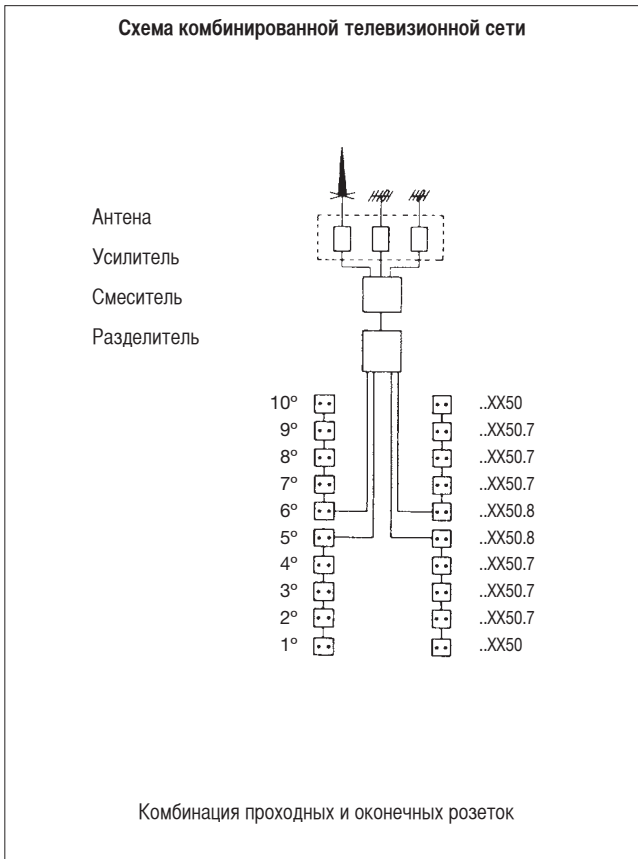 Схема комбинированной телевизионной сети
Антена
Усилитель
Смеситель
Разделитель
10° ..XX50
9° ..XX50.7
8° ..XX50.7
7° ..XX50.7
6° ..XX50.8
5° ..XX50.8
4° ..XX50.7
3° ..XX50.7
2° ..XX50.7
1° ..XX50
Комбинация проходных и оконечных розеток